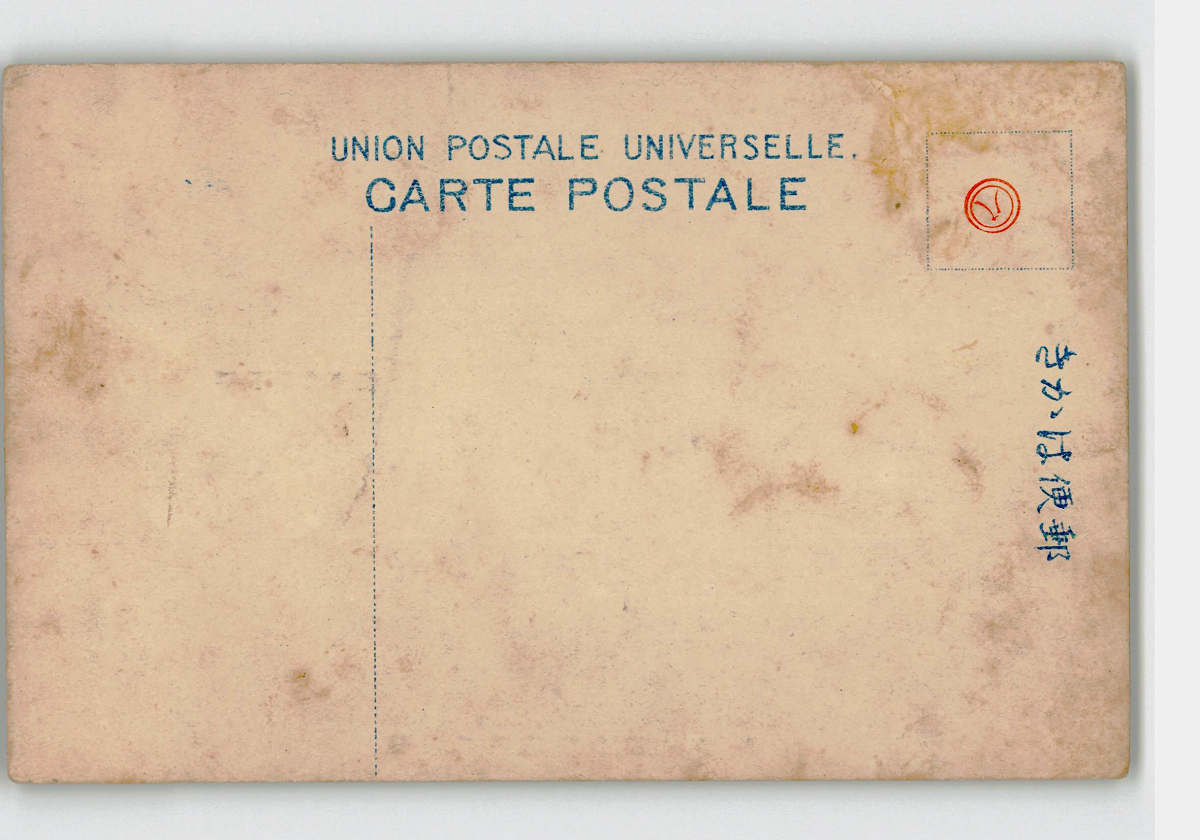 UNION POSTALE UNIVERSELLE.
CARTE POSTALE
郵便はがき